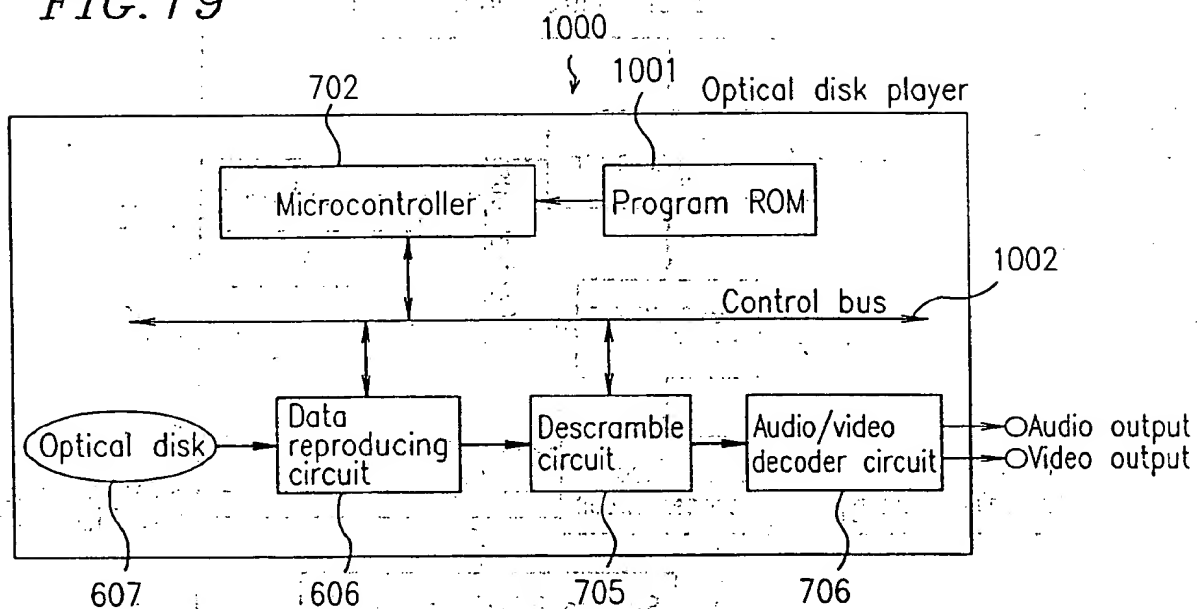 FIG. 79
1000
702
1001
Optical disk player
Microcontroller
Program ROM
1002
Control bus
Optical disk
Data
reproducing
circuit
Descramble
circuit
Audio/video
decoder circuit
Audio output
Video output
607
606
705
706